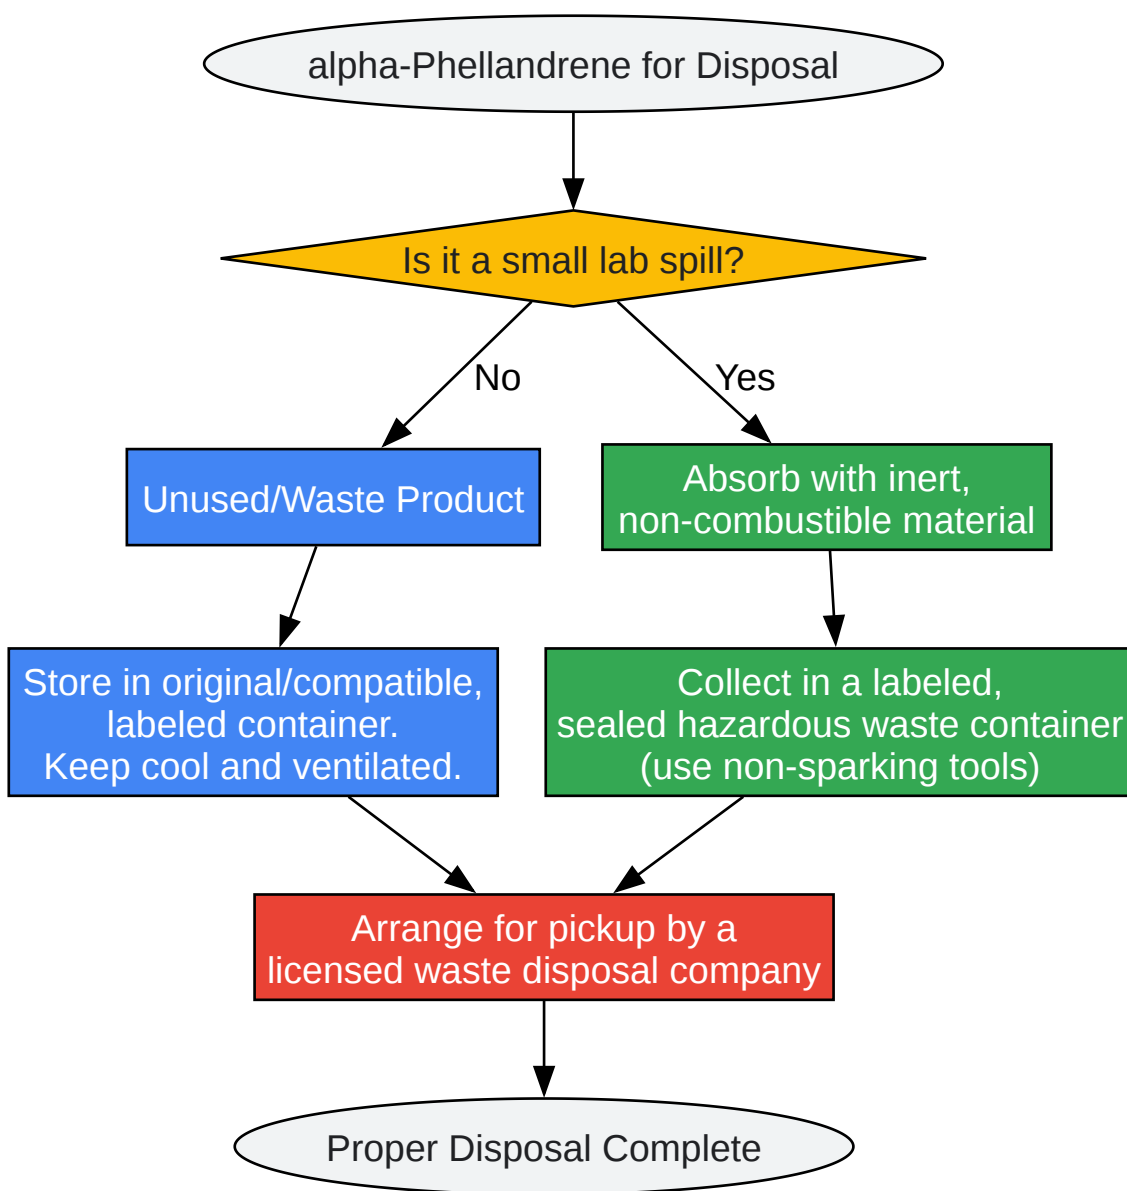 alpha-Phellandrene for Disposal
Is it a small lab spill?
No
Yes
Unused/Waste Product
Absorb with inert,
non-combustible material
Store in original/compatible,
labeled container.
Keep cool and ventilated.
Collect in a labeled,
sealed hazardous waste container
(use non-sparking tools)
Arrange for pickup by a
licensed waste disposal company
Proper Disposal Complete